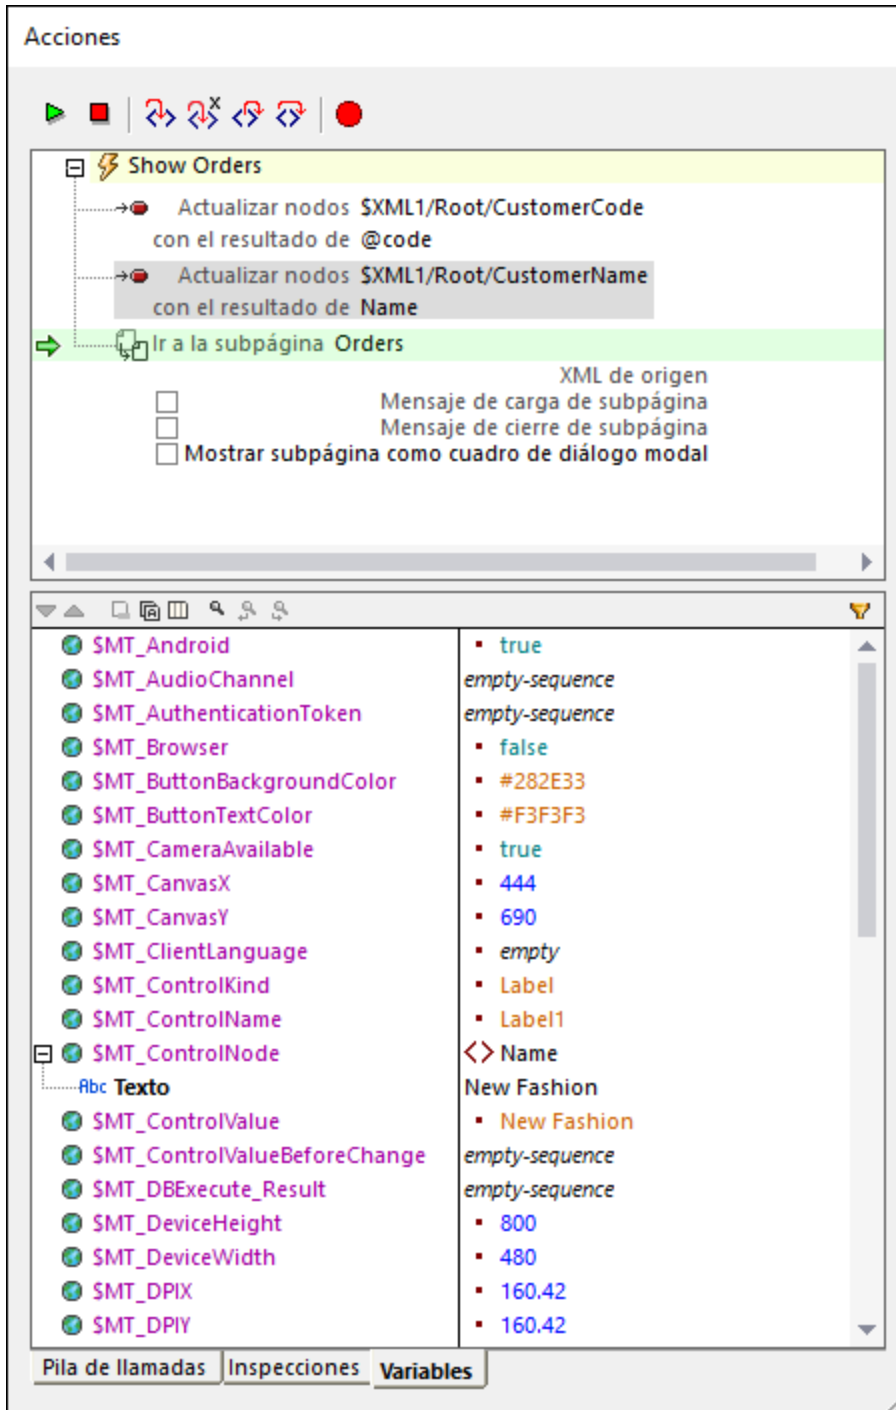 Acciones
Show Orders
Actualizar nodos $XML1/Root/CustomerCode
con el resultado de @code
Actualizar nodos $XML1/Root/CustomerName
con el resultado de Name
Ir a la subpágina Orders
XML de origen
Mensaje de carga de subpágina
Mensaje de cierre de subpágina
Mostrar subpágina como cuadro de diálogo modal
$MT_Android true
$MT_AudioChannel empty-sequence
$MT_AuthenticationToken empty-sequence
$MT_Browser false
$MT_ButtonBackgroundColor #282E33
$MT_ButtonTextColor #F3F3F3
$MT_CameraAvailable true
$MT_CanvasX 444
$MT_CanvasY 690
$MT_ClientLanguage empty
$MT_ControlKind Label
$MT_ControlName Label1
$MT_ControlNode <> Name
Abc Texto New Fashion
$MT_ControlValue New Fashion
$MT_ControlValueBeforeChange empty-sequence
$MT_DBExecute_Result empty-sequence
$MT_DeviceHeight 800
$MT_DeviceWidth 480
$MT_DPIX 160.42
$MT_DPIY 160.42
Pila de llamadas Inspecciones Variables